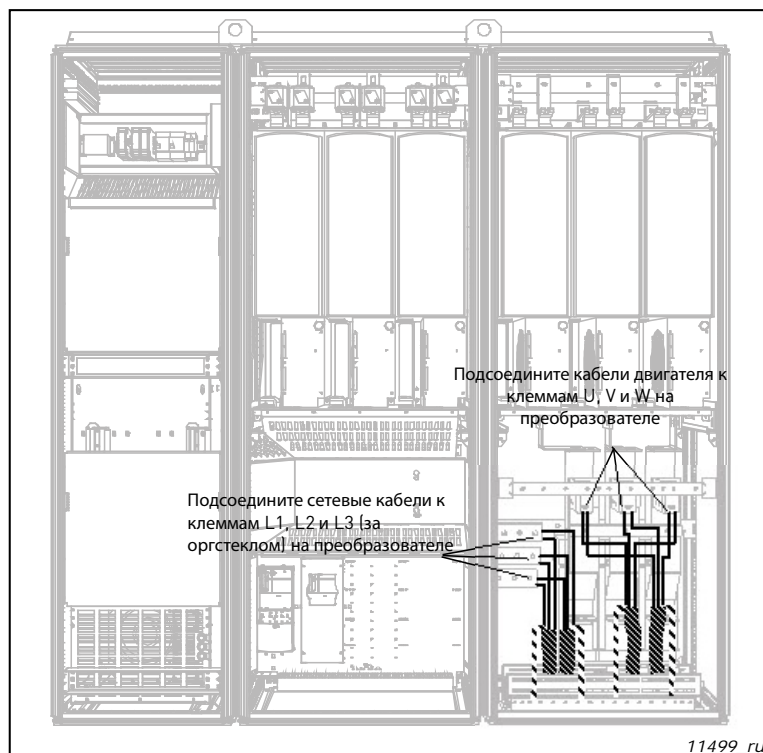 Подсоедините кабели двигателя к
клеммам U, V и W на
преобразователе
Подсоедините сетевые кабели к
клеммам L1, L2 и L3 (за
оргстеклом) на преобразователе
11499_ru